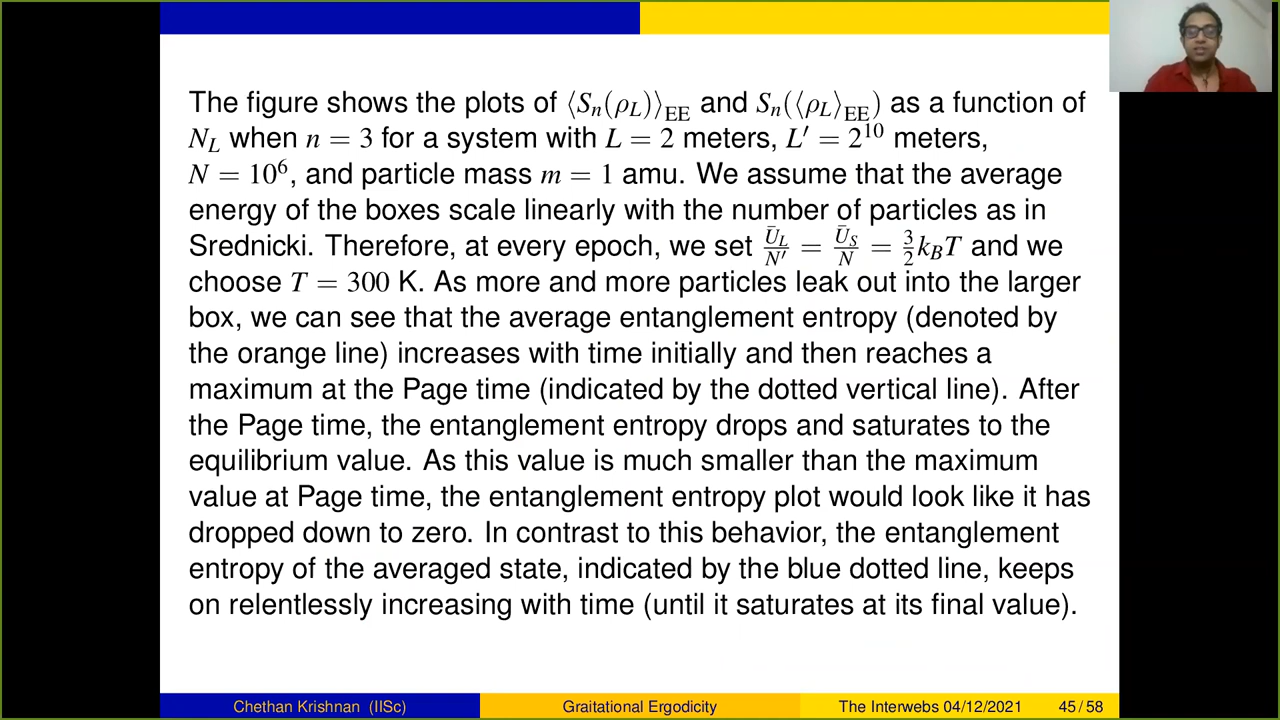 The figure shows the plots of ⟨Sₙ(ρ_L)⟩_EE and Sₙ(⟨ρ_L⟩_EE) as a function of
N_L when n = 3 for a system with L = 2 meters, L′ = 2¹⁰ meters,
N = 10⁶, and particle mass m = 1 amu. We assume that the average
energy of the boxes scale linearly with the number of particles as in
Srednicki. Therefore, at every epoch, we set Ū_L/N′ = Ū_S/N = 3/2 k_BT and we
choose T = 300 K. As more and more particles leak out into the larger
box, we can see that the average entanglement entropy (denoted by
the orange line) increases with time initially and then reaches a
maximum at the Page time (indicated by the dotted vertical line). After
the Page time, the entanglement entropy drops and saturates to the
equilibrium value. As this value is much smaller than the maximum
value at Page time, the entanglement entropy plot would look like it has
dropped down to zero. In contrast to this behavior, the entanglement
entropy of the averaged state, indicated by the blue dotted line, keeps
on relentlessly increasing with time (until it saturates at its final value).
Chethan Krishnan (IISc) Graitational Ergodicity The Interwebs 04/12/2021 45 / 58